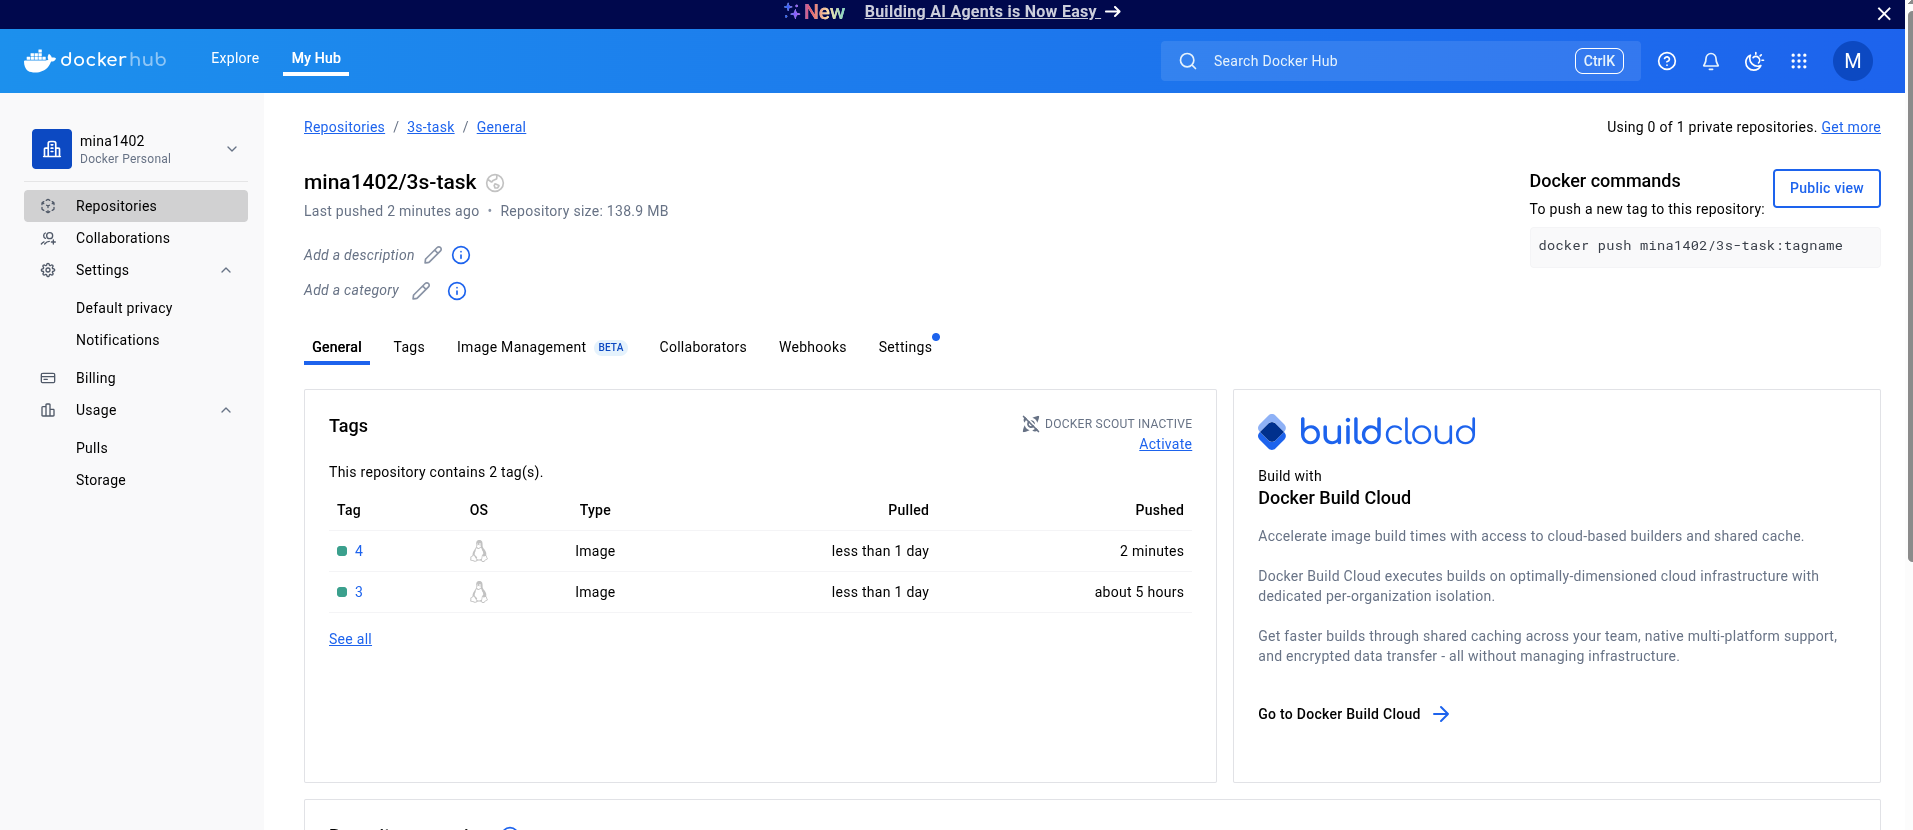 New Building AI Agents is Now Easy
dockerhub
Explore
My Hub
Search Docker Hub
CtrlK
M
mina1402
Docker Personal
Repositories
Collaborations
Settings
Default privacy
Notifications
Billing
Usage
Pulls
Storage
Repositories / 3s-task / General
Using 0 of 1 private repositories. Get more
mina1402/3s-task
Last pushed 2 minutes ago • Repository size: 138.9 MB
Add a description
Add a category
Docker commands
Public view
To push a new tag to this repository:
docker push mina1402/3s-task:tagname
General Tags Image Management BETA Collaborators Webhooks Settings
Tags
DOCKER SCOUT INACTIVE
Activate
This repository contains 2 tag(s).
Tag OS Type Pulled Pushed
4 Image less than 1 day 2 minutes
3 Image less than 1 day about 5 hours
See all
buildcloud
Build with
Docker Build Cloud
Accelerate image build times with access to cloud-based builders and shared cache.
Docker Build Cloud executes builds on optimally-dimensioned cloud infrastructure with
dedicated per-organization isolation.
Get faster builds through shared caching across your team, native multi-platform support,
and encrypted data transfer - all without managing infrastructure.
Go to Docker Build Cloud